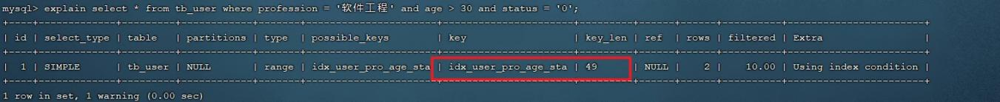 mysql> explain select * from tb_user where profession = '软件工程' and age > 30 and status = '0';
+----+-------------+---------+------------+-------+----------------------+----------------------+---------+------+------+----------+-----------------------+
| id | select_type | table | partitions | type | possible_keys | key | key_len | ref | rows | filtered | Extra |
+----+-------------+---------+------------+-------+----------------------+----------------------+---------+------+------+----------+-----------------------+
| 1 | SIMPLE | tb_user | NULL | range | idx_user_pro_age_sta | idx_user_pro_age_sta | 49 | NULL | 2 | 10.00 | Using index condition |
+----+-------------+---------+------------+-------+----------------------+----------------------+---------+------+------+----------+-----------------------+
1 row in set, 1 warning (0.00 sec)